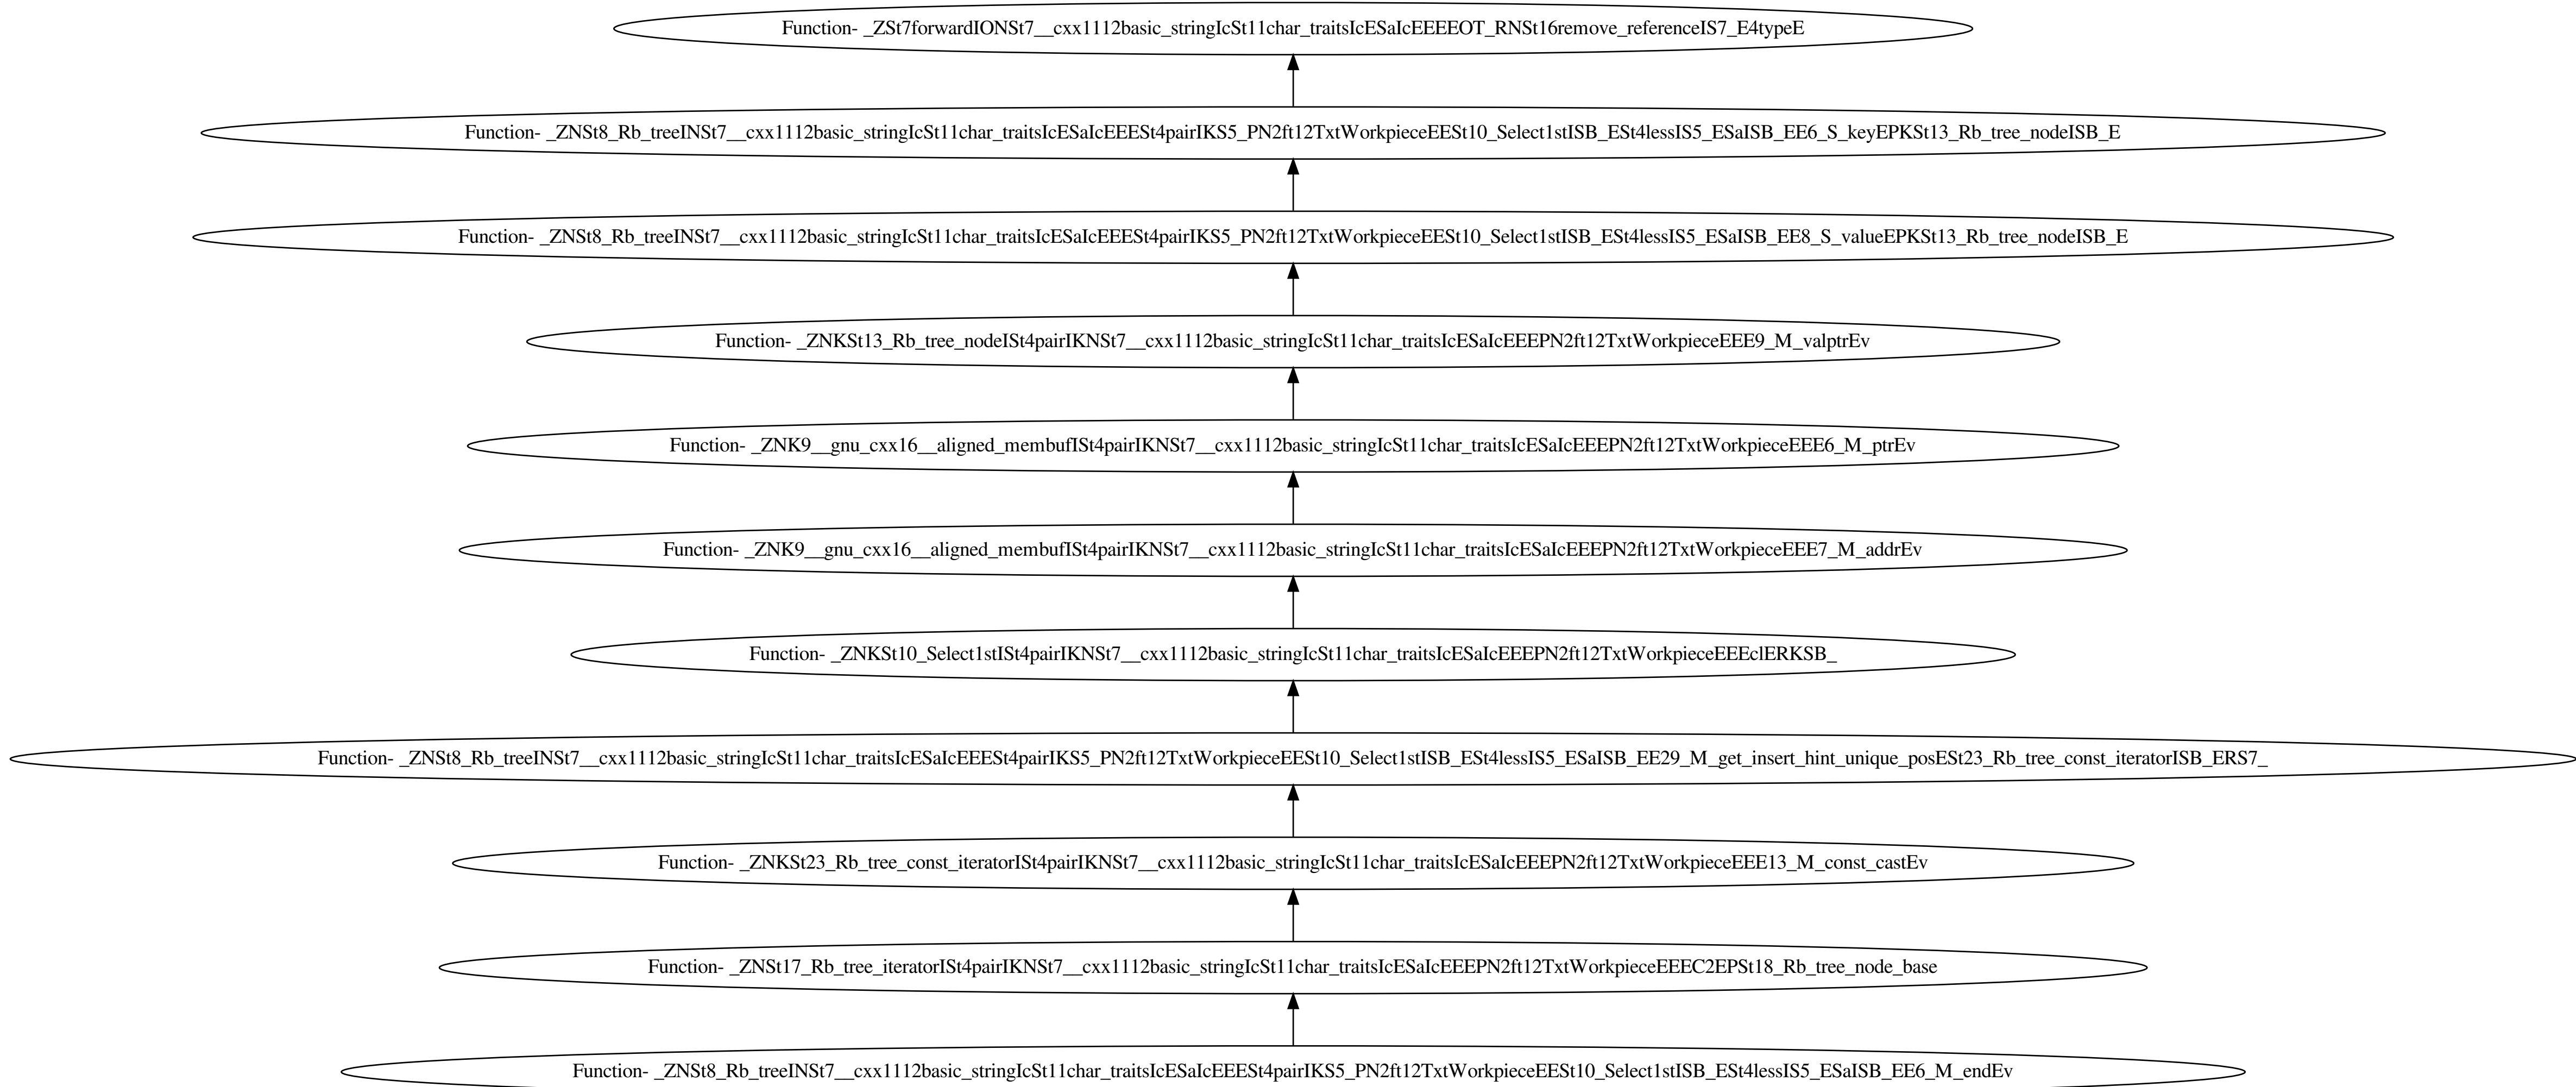 Function- _ZSt7forwardIONSt7__cxx1112basic_stringIcSt11char_traitsIcESaIcEEEEOT_RNSt16remove_referenceIS7_E4typeE
Function- _ZNSt8_Rb_treeINSt7__cxx1112basic_stringIcSt11char_traitsIcESaIcEEESt4pairIKS5_PN2ft12TxtWorkpieceEESt10_Select1stISB_ESt4lessIS5_ESaISB_EE6_S_keyEPKSt13_Rb_tree_nodeISB_E
Function- _ZNSt8_Rb_treeINSt7__cxx1112basic_stringIcSt11char_traitsIcESaIcEEESt4pairIKS5_PN2ft12TxtWorkpieceEESt10_Select1stISB_ESt4lessIS5_ESaISB_EE8_S_valueEPKSt13_Rb_tree_nodeISB_E
Function- _ZNKSt13_Rb_tree_nodeISt4pairIKNSt7__cxx1112basic_stringIcSt11char_traitsIcESaIcEEEPN2ft12TxtWorkpieceEEE9_M_valptrEv
Function- _ZNK9__gnu_cxx16__aligned_membufISt4pairIKNSt7__cxx1112basic_stringIcSt11char_traitsIcESaIcEEEPN2ft12TxtWorkpieceEEE6_M_ptrEv
Function- _ZNK9__gnu_cxx16__aligned_membufISt4pairIKNSt7__cxx1112basic_stringIcSt11char_traitsIcESaIcEEEPN2ft12TxtWorkpieceEEE7_M_addrEv
Function- _ZNKSt10_Select1stISt4pairIKNSt7__cxx1112basic_stringIcSt11char_traitsIcESaIcEEEPN2ft12TxtWorkpieceEEEclERKSB_
Function- _ZNSt8_Rb_treeINSt7__cxx1112basic_stringIcSt11char_traitsIcESaIcEEESt4pairIKS5_PN2ft12TxtWorkpieceEESt10_Select1stISB_ESt4lessIS5_ESaISB_EE29_M_get_insert_hint_unique_posESt23_Rb_tree_const_iteratorISB_ERS7_
Function- _ZNKSt23_Rb_tree_const_iteratorISt4pairIKNSt7__cxx1112basic_stringIcSt11char_traitsIcESaIcEEEPN2ft12TxtWorkpieceEEE13_M_const_castEv
Function- _ZNSt17_Rb_tree_iteratorISt4pairIKNSt7__cxx1112basic_stringIcSt11char_traitsIcESaIcEEEPN2ft12TxtWorkpieceEEEC2EPSt18_Rb_tree_node_base
Function- _ZNSt8_Rb_treeINSt7__cxx1112basic_stringIcSt11char_traitsIcESaIcEEESt4pairIKS5_PN2ft12TxtWorkpieceEESt10_Select1stISB_ESt4lessIS5_ESaISB_EE6_M_endEv